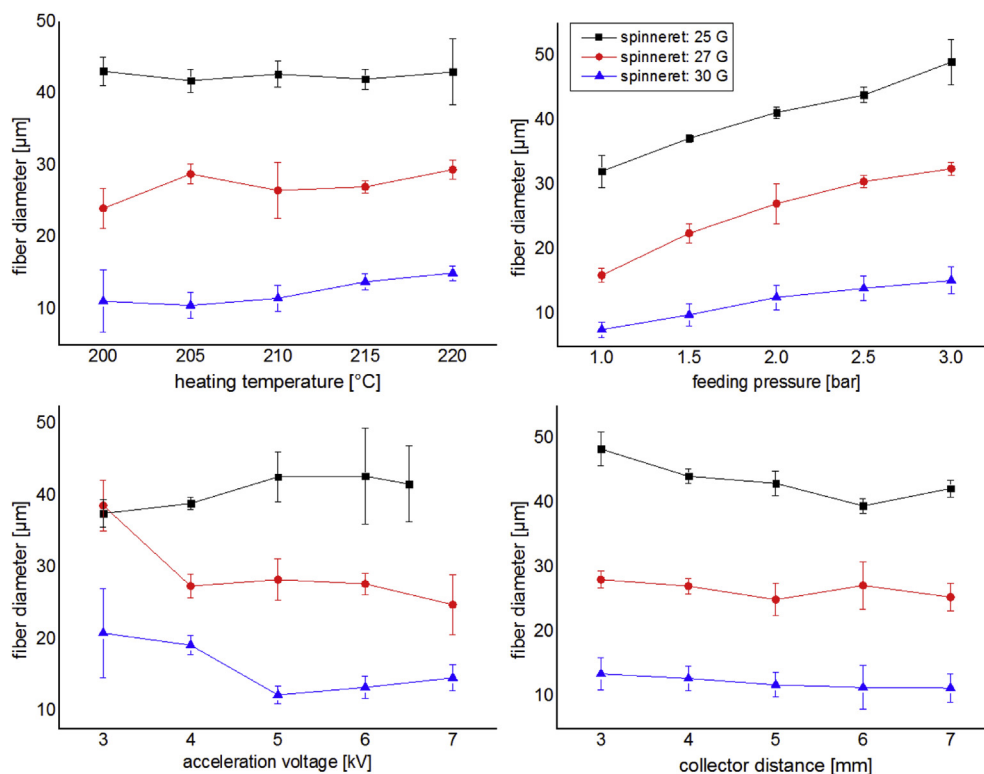 50
40
30
20
10
fiber diameter [µm]
200 205 210 215 220
heating temperature [°C]
spinneret: 25 G
spinneret: 27 G
spinneret: 30 G
50
40
30
20
10
fiber diameter [µm]
1.0 1.5 2.0 2.5 3.0
feeding pressure [bar]
50
40
30
20
10
fiber diameter [µm]
3 4 5 6 7
acceleration voltage [kV]
50
40
30
20
10
fiber diameter [µm]
3 4 5 6 7
collector distance [mm]